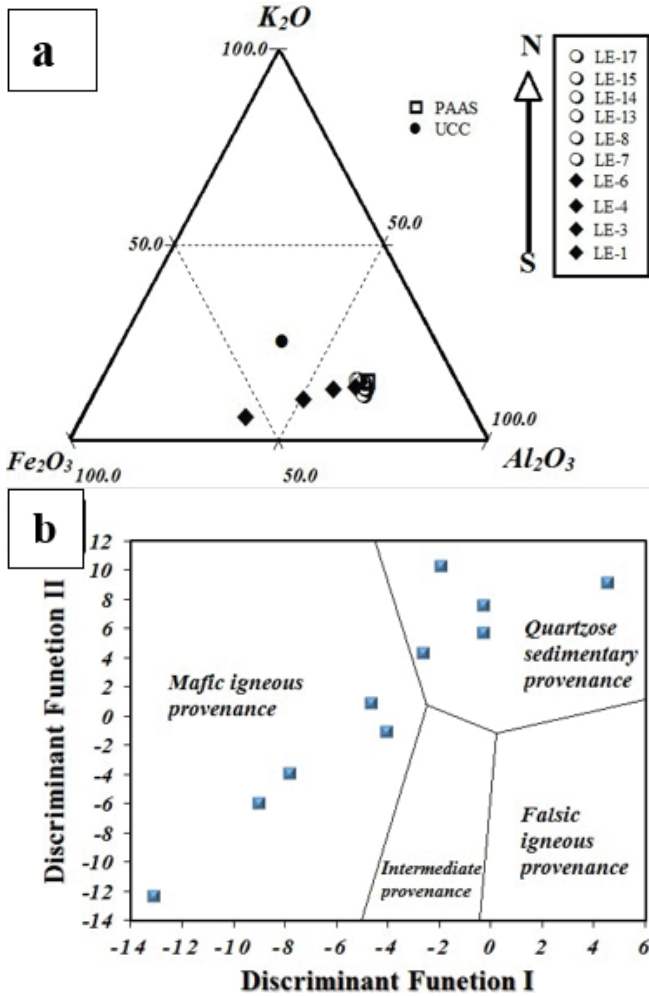 a
K₂O
100.0
N
PAAS
UCC
LE-17
LE-15
LE-14
LE-13
LE-8
LE-7
LE-6
LE-4
LE-3
LE-1
S
50.0
50.0
Fe₂O₃
100.0
50.0
Al₂O₃
100.0
b
Discriminant Function II
12
10
8
6
4
2
0
-2
-4
-6
-8
-10
-12
-14
Mafic igneous
provenance
Quartzose
sedimentary
provenance
Intermediate
provenance
Falsic
igneous
provenance
-14 -12 -10 -8 -6 -4 -2 0 2 4 6
Discriminant Function I